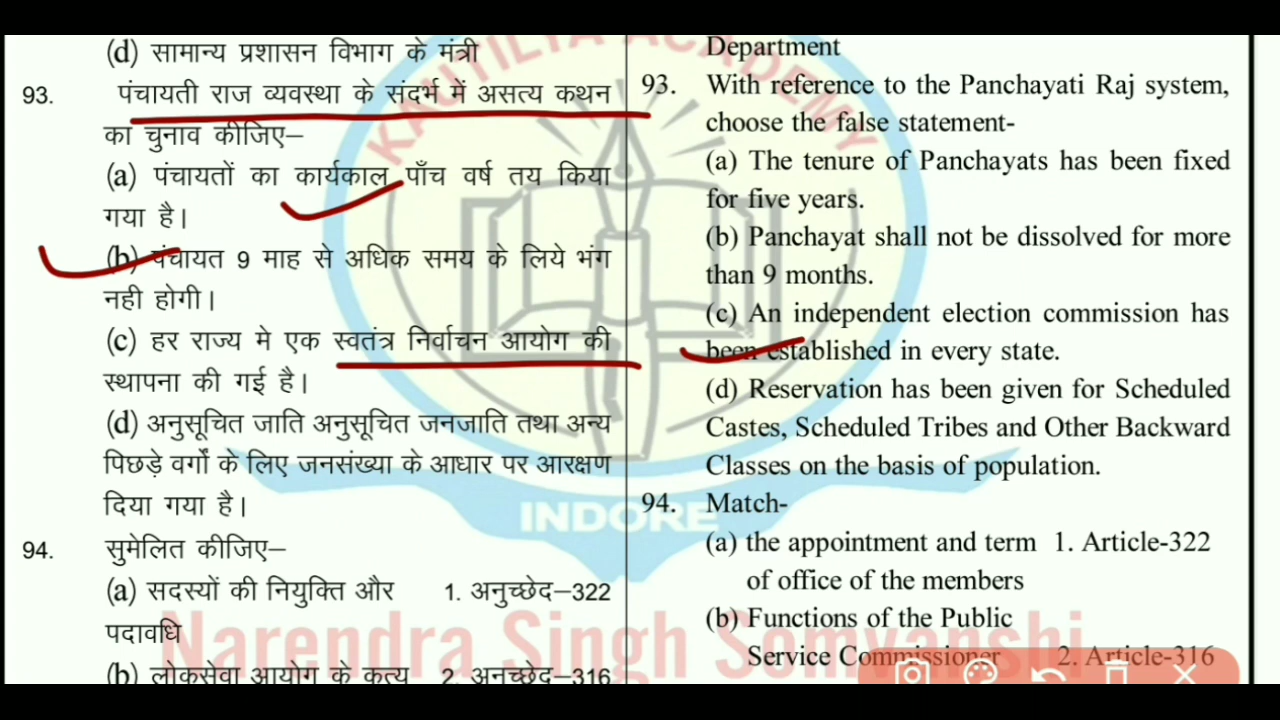 (d) सामान्य प्रशासन विभाग के मंत्री
93. पंचायती राज व्यवस्था के संदर्भ में असत्य कथन
का चुनाव कीजिए–
(a) पंचायतों का कार्यकाल पाँच वर्ष तय किया
गया है।
(b) पंचायत 9 माह से अधिक समय के लिये भंग
नही होगी।
(c) हर राज्य मे एक स्वतंत्र निर्वाचन आयोग की
स्थापना की गई है।
(d) अनुसूचित जाति अनुसूचित जनजाति तथा अन्य
पिछड़े वर्गों के लिए जनसंख्या के आधार पर आरक्षण
दिया गया है।
94. सुमेलित कीजिए–
(a) सदस्यों की नियुक्ति और 1. अनुच्छेद–322
पदावधि
(b) लोकसेवा आयोग के कृत्य 2. अनुच्छेद–316
Department
93. With reference to the Panchayati Raj system,
choose the false statement-
(a) The tenure of Panchayats has been fixed
for five years.
(b) Panchayat shall not be dissolved for more
than 9 months.
(c) An independent election commission has
been established in every state.
(d) Reservation has been given for Scheduled
Castes, Scheduled Tribes and Other Backward
Classes on the basis of population.
94. Match-
(a) the appointment and term 1. Article-322
of office of the members
(b) Functions of the Public
Service Commissioner 2. Article-316
KAUTILYA ACADEMY
INDORE
Narendra Singh Somvanshi